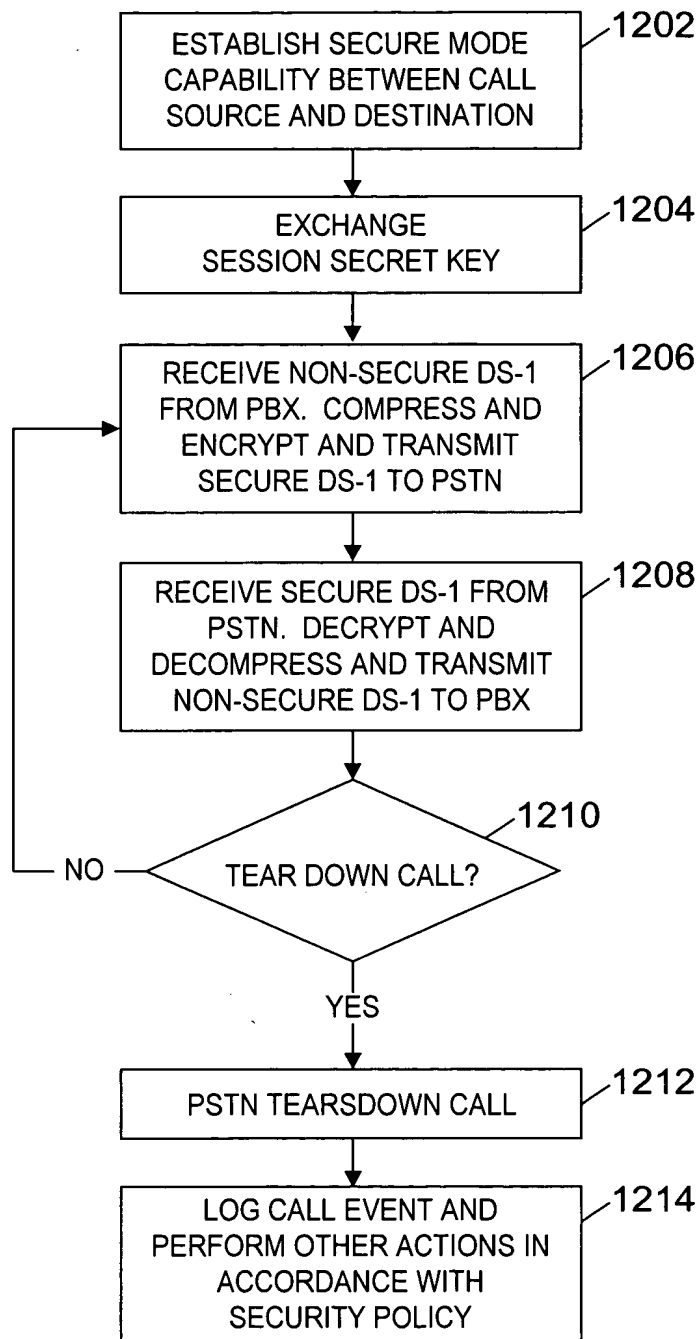 1202
ESTABLISH SECURE MODE
CAPABILITY BETWEEN CALL
SOURCE AND DESTINATION
1204
EXCHANGE
SESSION SECRET KEY
1206
RECEIVE NON-SECURE DS-1
FROM PBX. COMPRESS AND
ENCRYPT AND TRANSMIT
SECURE DS-1 TO PSTN
1208
RECEIVE SECURE DS-1 FROM
PSTN. DECRYPT AND
DECOMPRESS AND TRANSMIT
NON-SECURE DS-1 TO PBX
1210
NO
TEAR DOWN CALL?
YES
1212
PSTN TEARSDOWN CALL
1214
LOG CALL EVENT AND
PERFORM OTHER ACTIONS IN
ACCORDANCE WITH
SECURITY POLICY